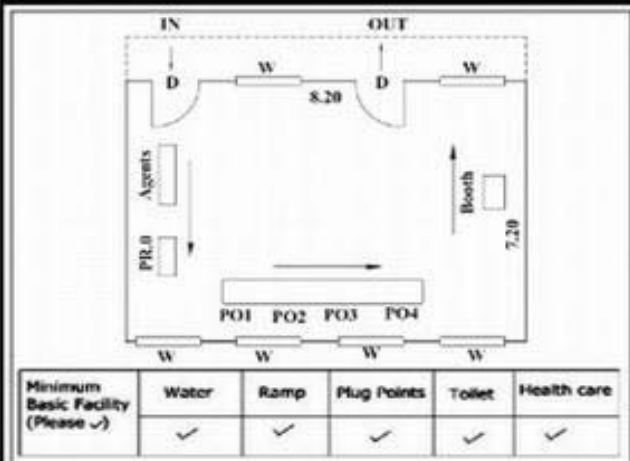 IN OUT
D W D W
8.20
Agents
Booth
PR.0
7.20
PO1 PO2 PO3 PO4
W W W W
Minimum Basic Facility (Please ✓) Water Ramp Plug Points Toilet Health care
✓ ✓ ✓ ✓ ✓